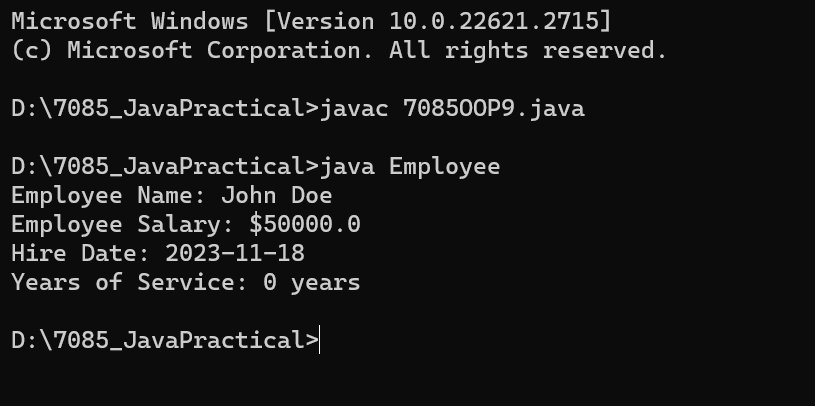 Microsoft Windows [Version 10.0.22621.2715]
(c) Microsoft Corporation. All rights reserved.
D:\7085_JavaPractical>javac 7085OOP9.java
D:\7085_JavaPractical>java Employee
Employee Name: John Doe
Employee Salary: $50000.0
Hire Date: 2023-11-18
Years of Service: 0 years
D:\7085_JavaPractical>